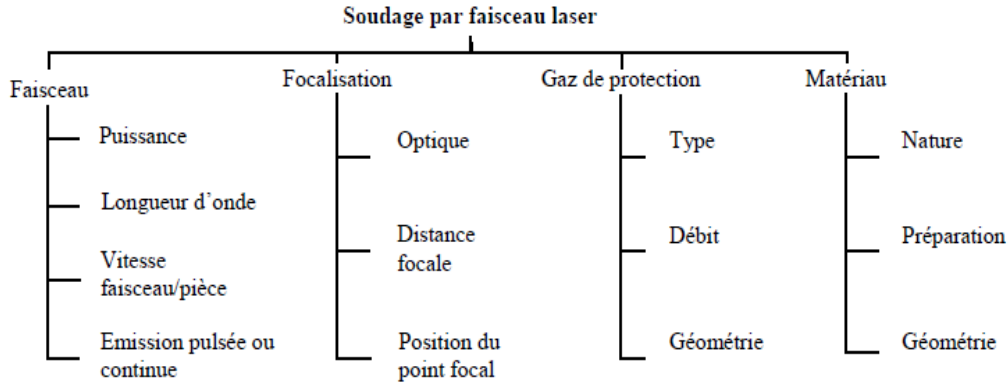 Soudage par faisceau laser
Faisceau
Focalisation
Gaz de protection
Matériau
Puissance
Longueur d'onde
Vitesse
faisceau/pièce
Emission pulsée ou
continue
Optique
Distance
focale
Position du
point focal
Type
Débit
Géométrie
Nature
Préparation
Géométrie